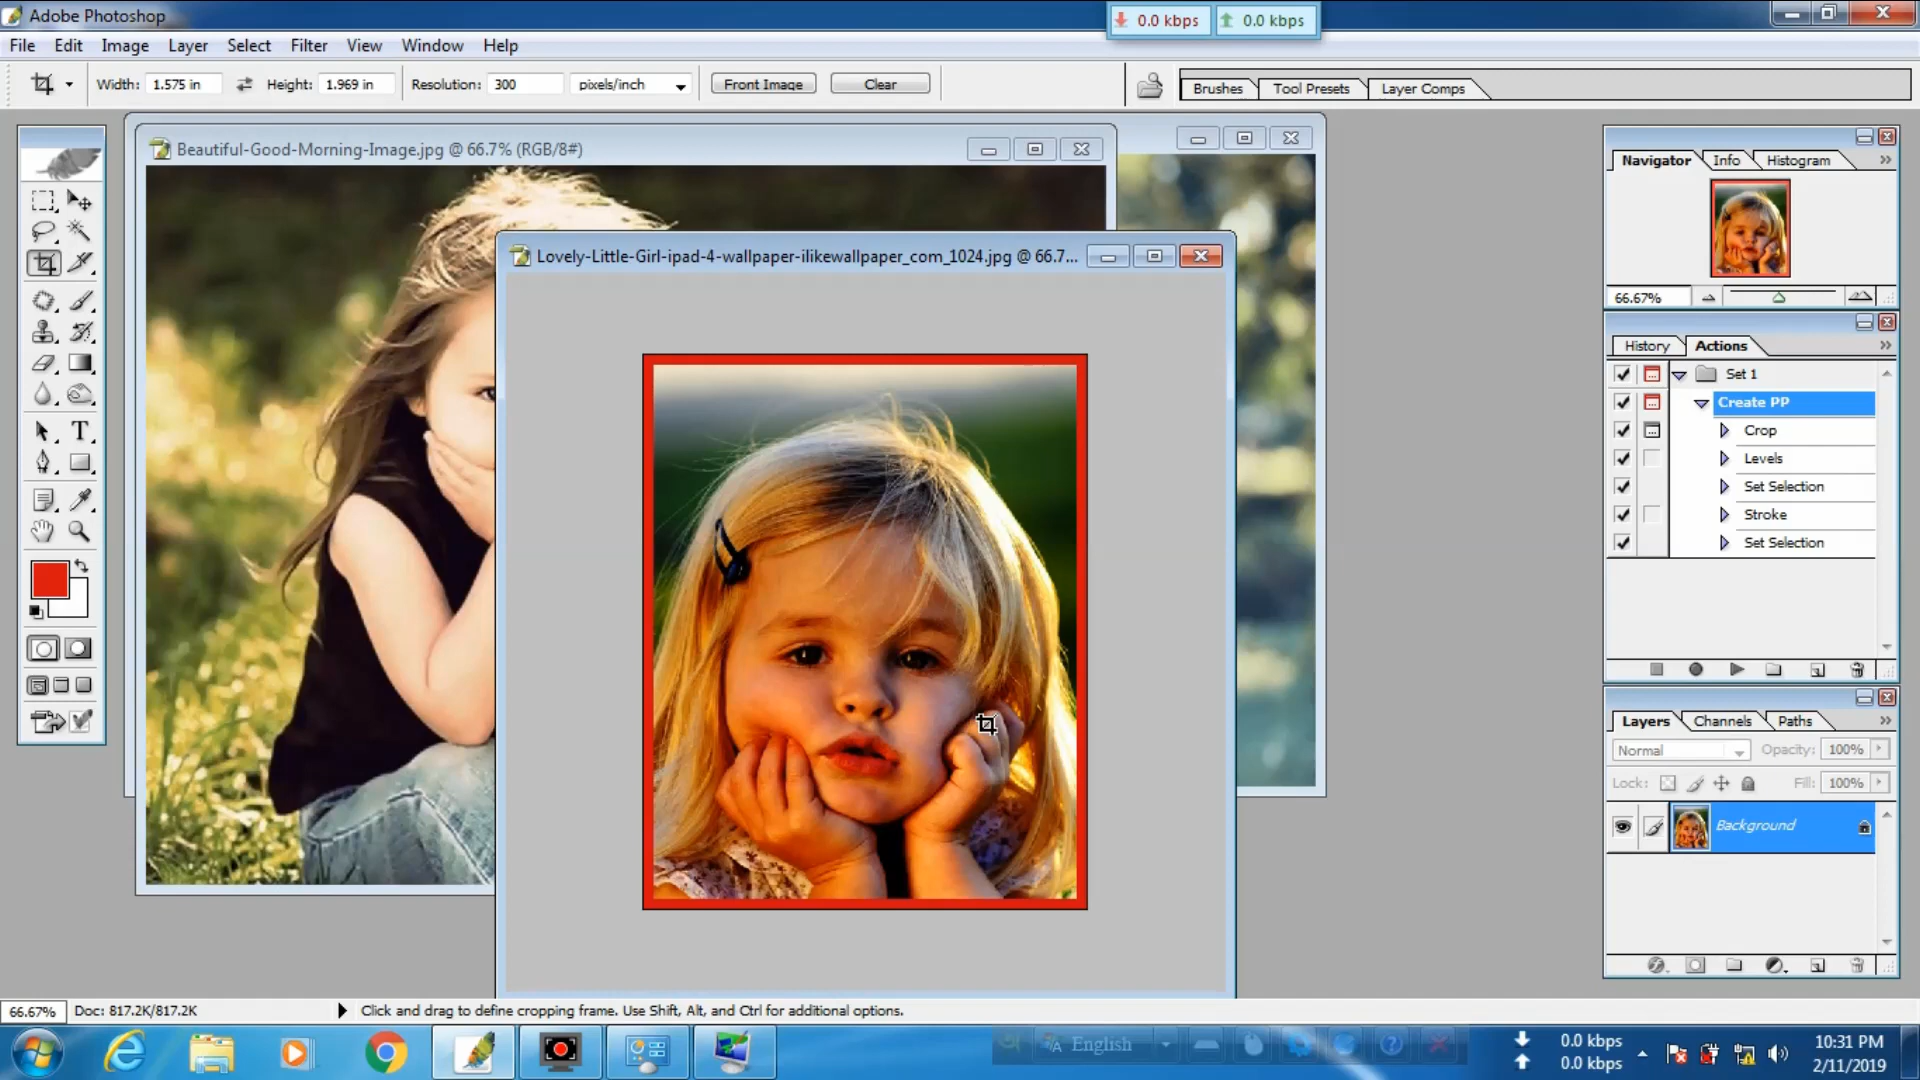 Adobe Photoshop
0.0 kbps 0.0 kbps
File Edit Image Layer Select Filter View Window Help
Width: 1.575 in Height: 1.969 in Resolution: 300 pixels/inch Front Image Clear
Brushes Tool Presets Layer Comps
Beautiful-Good-Morning-Image.jpg @ 66.7% (RGB/8#)
Lovely-Little-Girl-ipad-4-wallpaper-ilikewallpaper_com_1024.jpg @ 66.7...
Navigator Info Histogram
66.67%
History Actions
Set 1
Create PP
Crop
Levels
Set Selection
Stroke
Set Selection
Layers Channels Paths
Normal Opacity: 100%
Lock: Fill: 100%
Background
66.67% Doc: 817.2K/817.2K Click and drag to define cropping frame. Use Shift, Alt, and Ctrl for additional options.
English
0.0 kbps
0.0 kbps
10:31 PM
2/11/2019